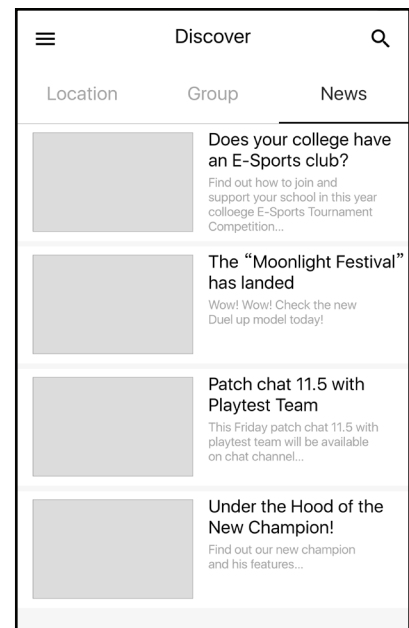 Discover
Location Group News
Does your college have
an E-Sports club?
Find out how to join and
support your school in this year
colloege E-Sports Tournament
Competition...
The “Moonlight Festival”
has landed
Wow! Wow! Check the new
Duel up model today!
Patch chat 11.5 with
Playtest Team
This Friday patch chat 11.5 with
playtest team will be available
on chat channel...
Under the Hood of the
New Champion!
Find out our new champion
and his features...